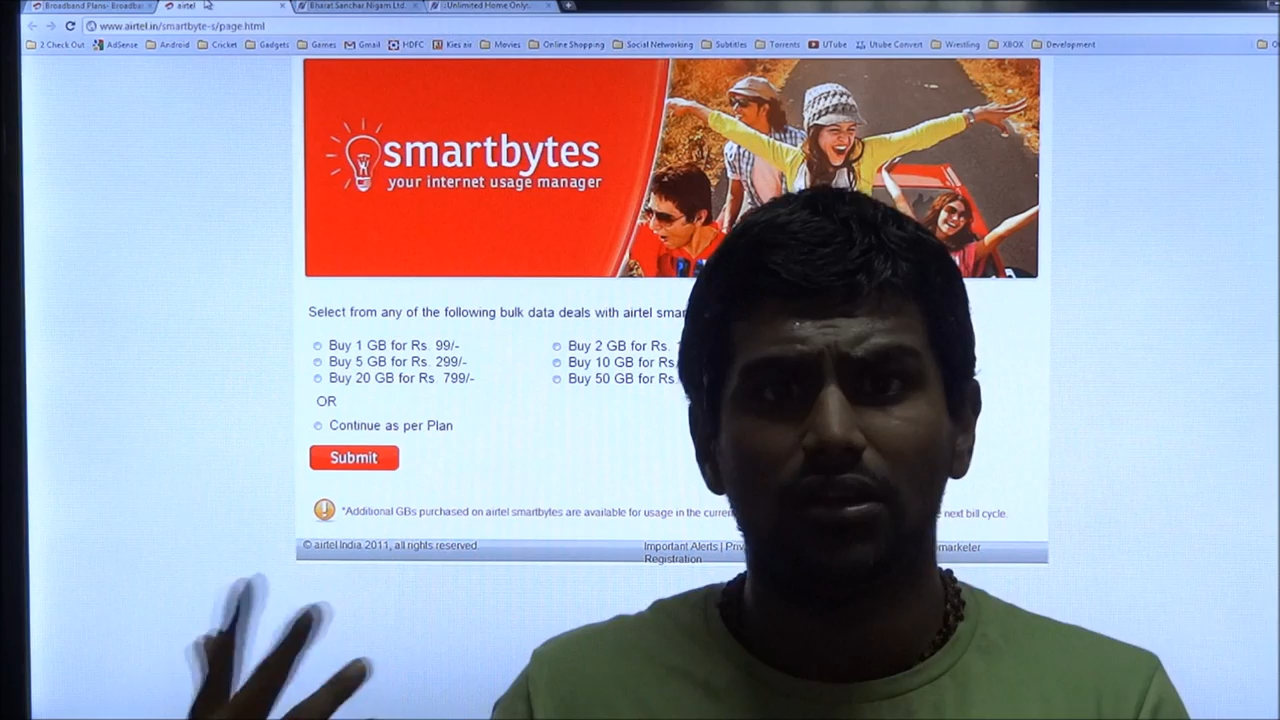 Broadband Plans- Broadba
airtel
Bharat Sanchar Nigam Ltd.
::Unlimited Home Only:.
www.airtel.in/smartbyte-s/page.html
2 Check Out AdSense Android Cricket Gadgets Games Gmail HDFC Kies air Movies Online Shopping Social Networking Subtitles Torrents UTube Utube Convert Wrestling XBOX Development
smartbytes
your internet usage manager
Select from any of the following bulk data deals with airtel smar
Buy 1 GB for Rs. 99/- Buy 2 GB for Rs.
Buy 5 GB for Rs. 299/- Buy 10 GB for Rs.
Buy 20 GB for Rs. 799/- Buy 50 GB for Rs.
OR
Continue as per Plan
Submit
*Additional GBs purchased on airtel smartbytes are available for usage in the curren next bill cycle.
© airtel India 2011, all rights reserved. Important Alerts | Priv omarketer
Registration